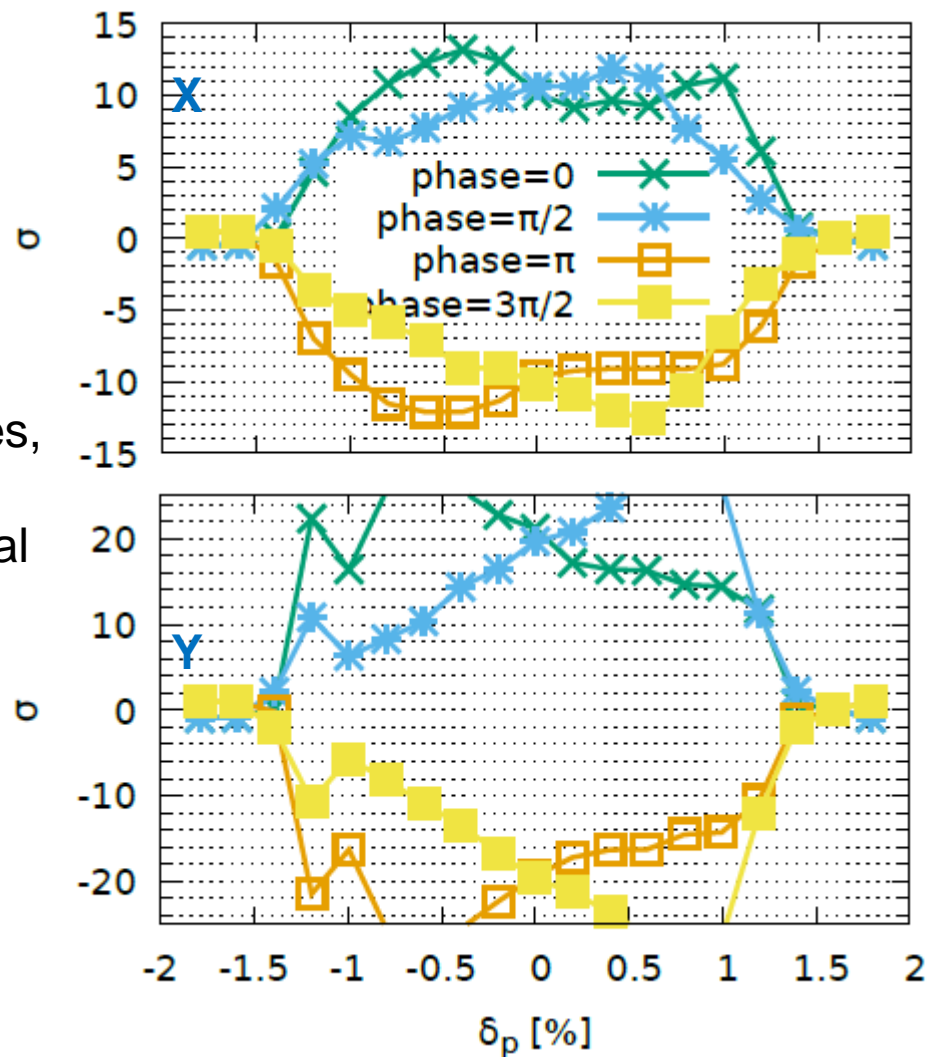 15
10
5
0
-5
-10
-15
σ
X
phase=0
phase=π/2
phase=π
phase=3π/2
es,
al
20
10
0
-10
-20
σ
Y
-2 -1.5 -1 -0.5 0 0.5 1 1.5 2
δp [%]